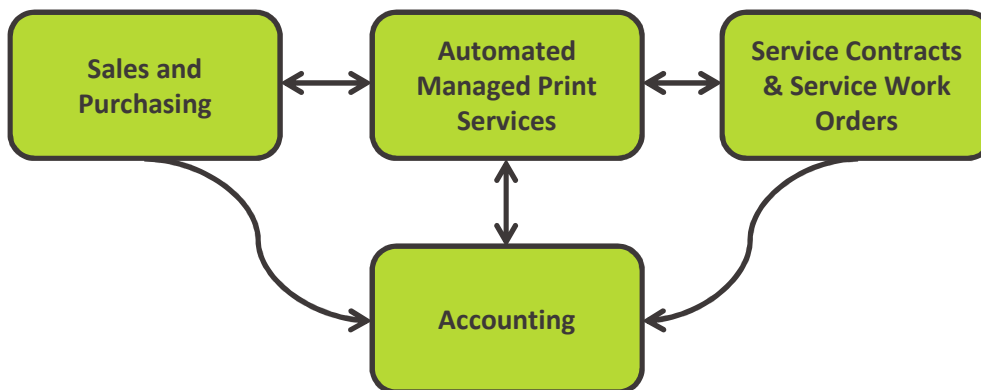 Sales and
Purchasing
Automated
Managed Print
Services
Service Contracts
& Service Work
Orders
Accounting